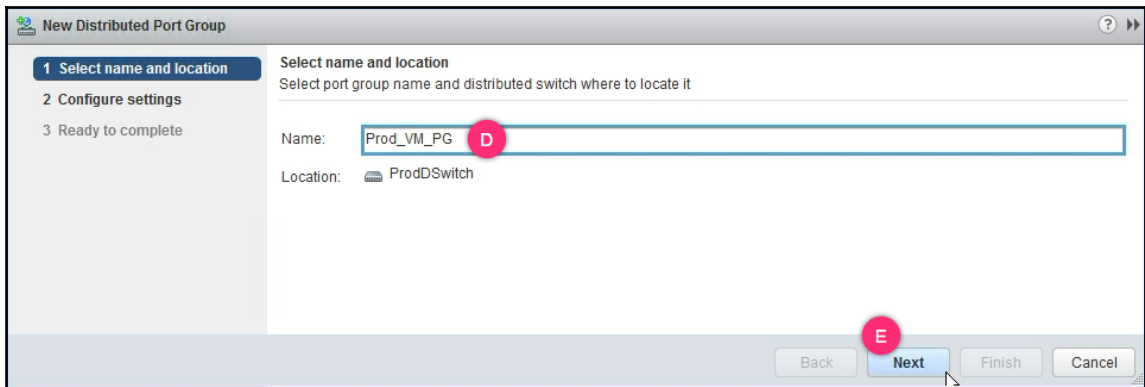 New Distributed Port Group
?
1 Select name and location
2 Configure settings
3 Ready to complete
Select name and location
Select port group name and distributed switch where to locate it
Name: Prod_VM_PG D
Location: ProdDSwitch
E
Back Next Finish Cancel